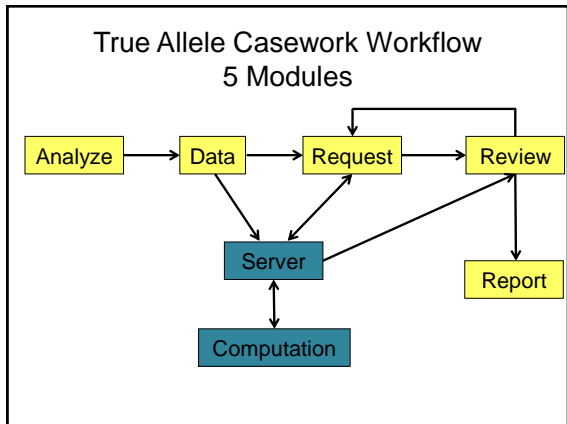 True Allele Casework Workflow
5 Modules
Analyze
Data
Request
Review
Server
Report
Computation